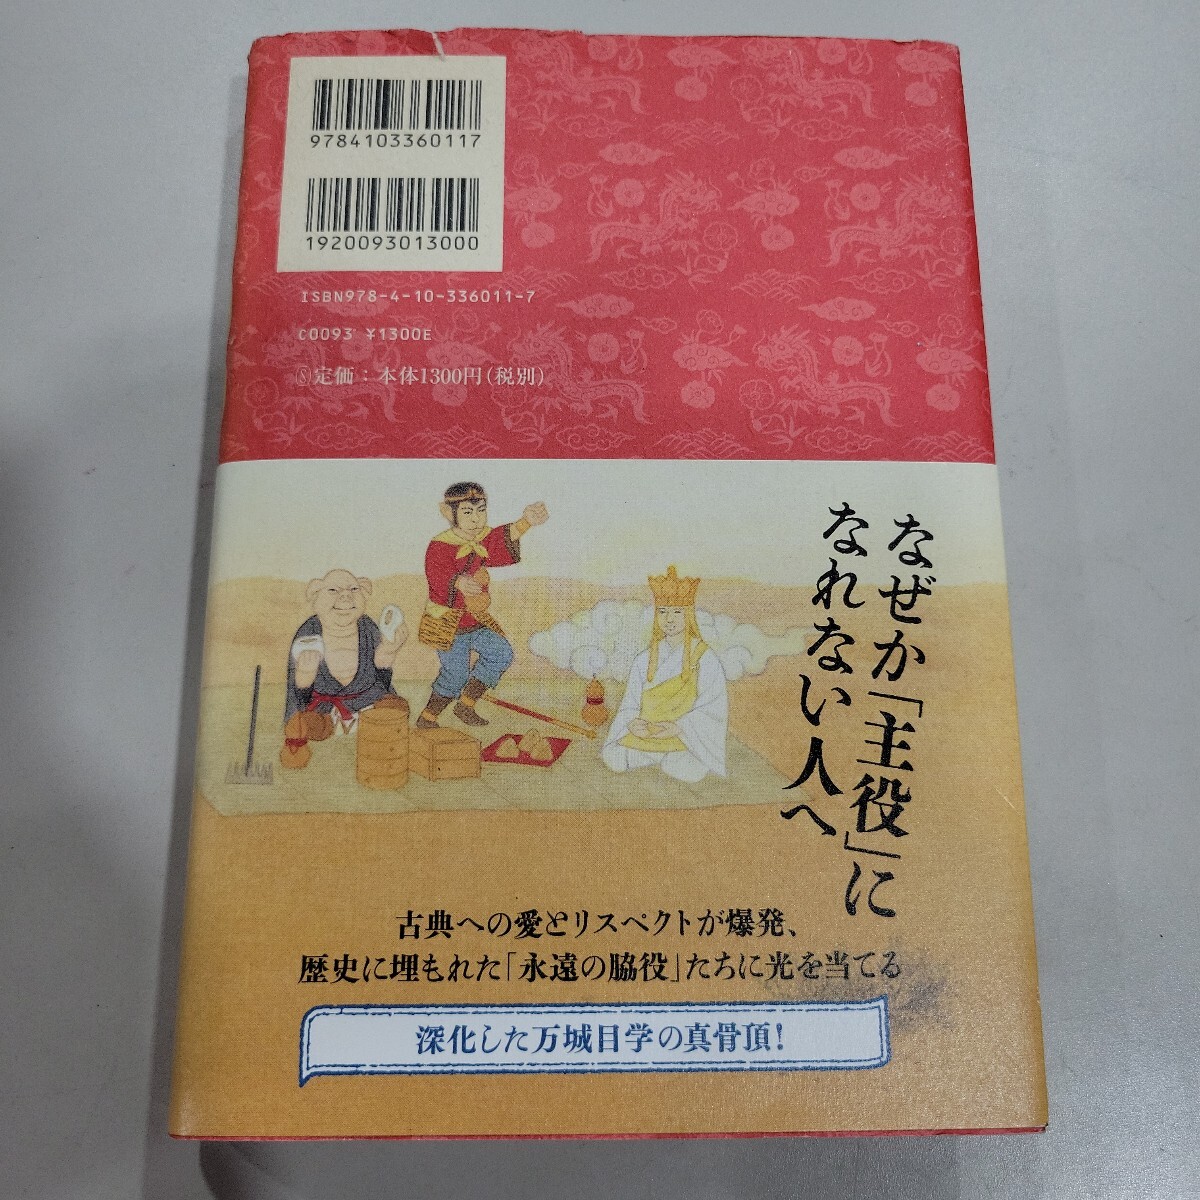 9784103360117
1920093013000
ISBN978-4-10-336011-7
C0093 ¥1300E
Ⓢ定価：本体1300円（税別）
なぜか「主役」に
なれない人へ
古典への愛とリスペクトが爆発、
歴史に埋もれた「永遠の脇役」たちに光を当てる
深化した万城目学の真骨頂！